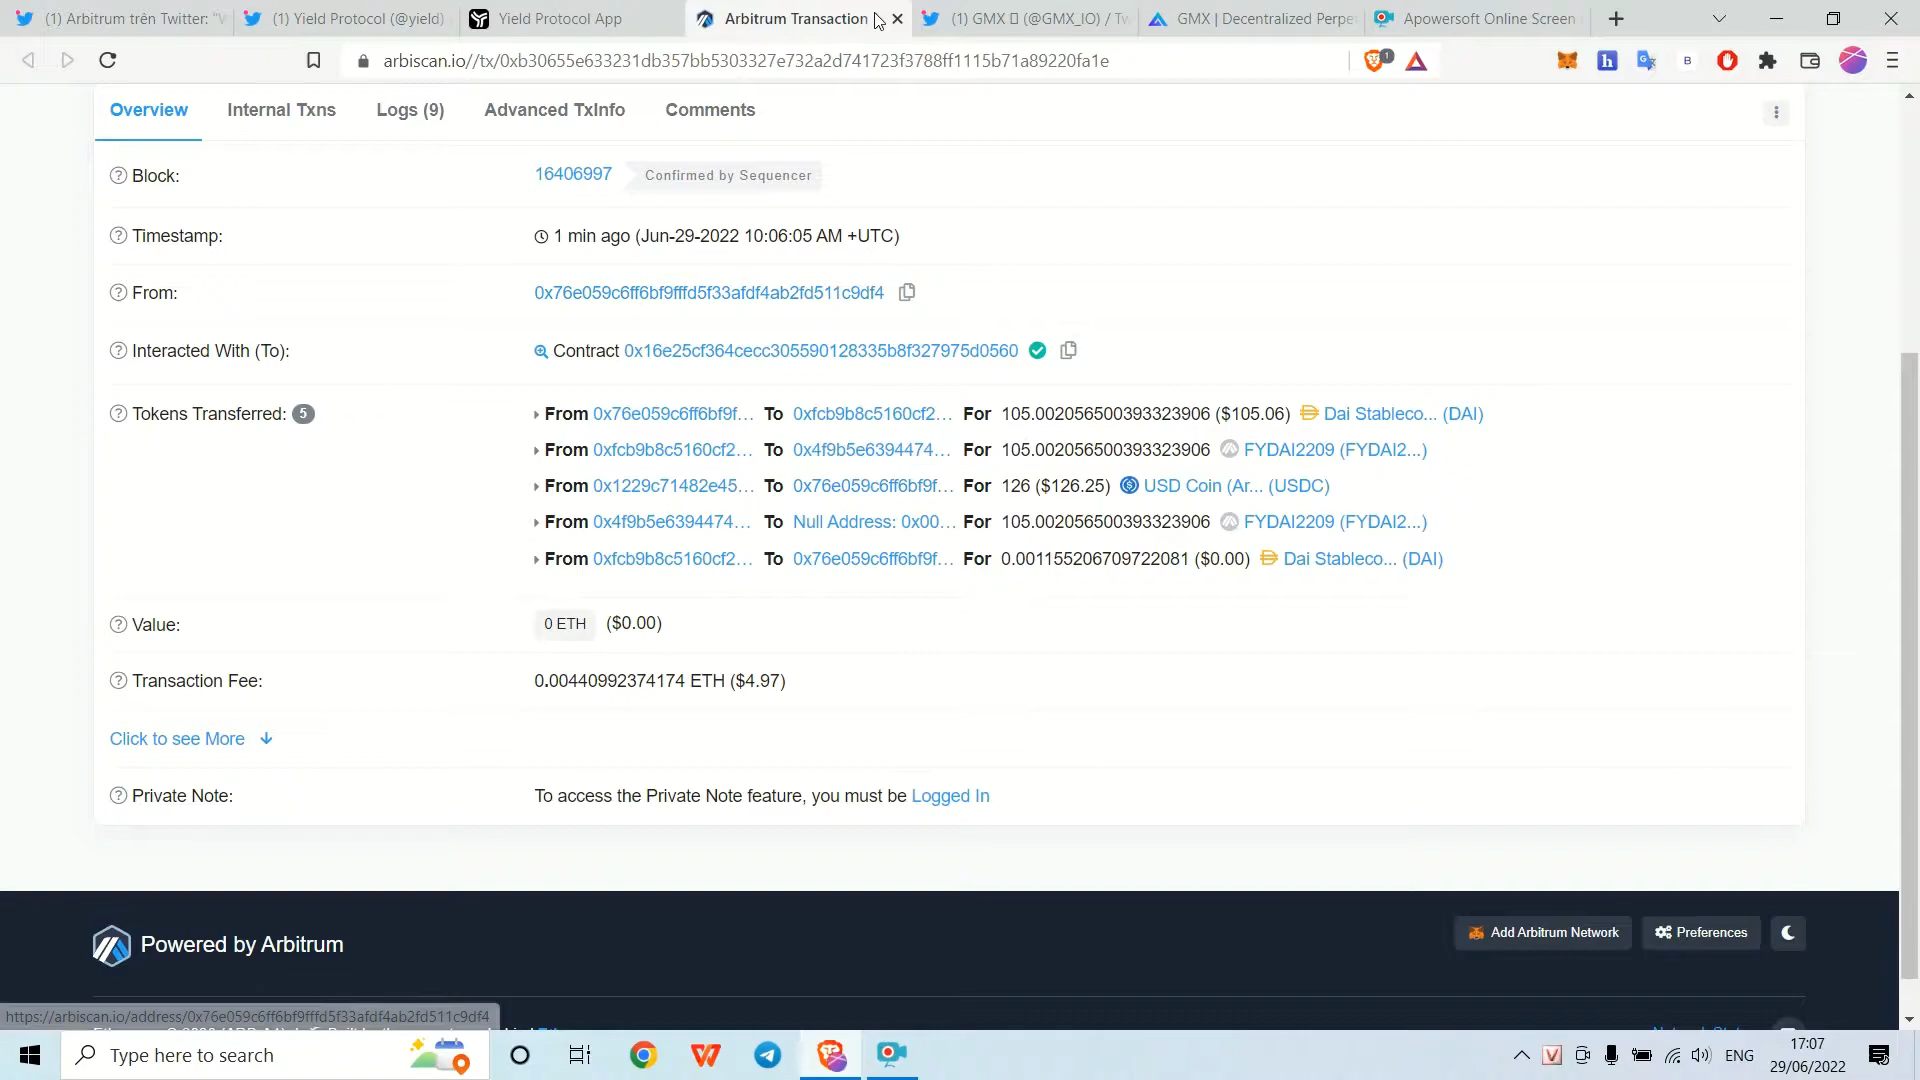 (1) Arbitrum trên Twitter: "W
(1) Yield Protocol (@yield)
Yield Protocol App
Arbitrum Transaction
(1) GMX (@GMX_IO) / Tw
GMX | Decentralized Perpe
Apowersoft Online Screen
arbiscan.io//tx/0xb30655e633231db357bb5303327e732a2d741723f3788ff1115b71a89220fa1e
Overview
Internal Txns
Logs (9)
Advanced TxInfo
Comments
Block:
16406997
Confirmed by Sequencer
Timestamp:
1 min ago (Jun-29-2022 10:06:05 AM +UTC)
From:
0x76e059c6ff6bf9fffd5f33afdf4ab2fd511c9df4
Interacted With (To):
Contract 0x16e25cf364cecc305590128335b8f327975d0560
Tokens Transferred: 5
From 0x76e059c6ff6bf9f... To 0xfcb9b8c5160cf2... For 105.002056500393323906 ($105.06) Dai Stableco... (DAI)
From 0xfcb9b8c5160cf2... To 0x4f9b5e6394474... For 105.002056500393323906 FYDAI2209 (FYDAI2...)
From 0x1229c71482e45... To 0x76e059c6ff6bf9f... For 126 ($126.25) USD Coin (Ar... (USDC)
From 0x4f9b5e6394474... To Null Address: 0x00... For 105.002056500393323906 FYDAI2209 (FYDAI2...)
From 0xfcb9b8c5160cf2... To 0x76e059c6ff6bf9f... For 0.001155206709722081 ($0.00) Dai Stableco... (DAI)
Value:
0 ETH ($0.00)
Transaction Fee:
0.00440992374174 ETH ($4.97)
Click to see More
Private Note:
To access the Private Note feature, you must be Logged In
Powered by Arbitrum
Add Arbitrum Network
Preferences
https://arbiscan.io/address/0x76e059c6ff6bf9fffd5f33afdf4ab2fd511c9df4
Type here to search
ENG
17:07
29/06/2022